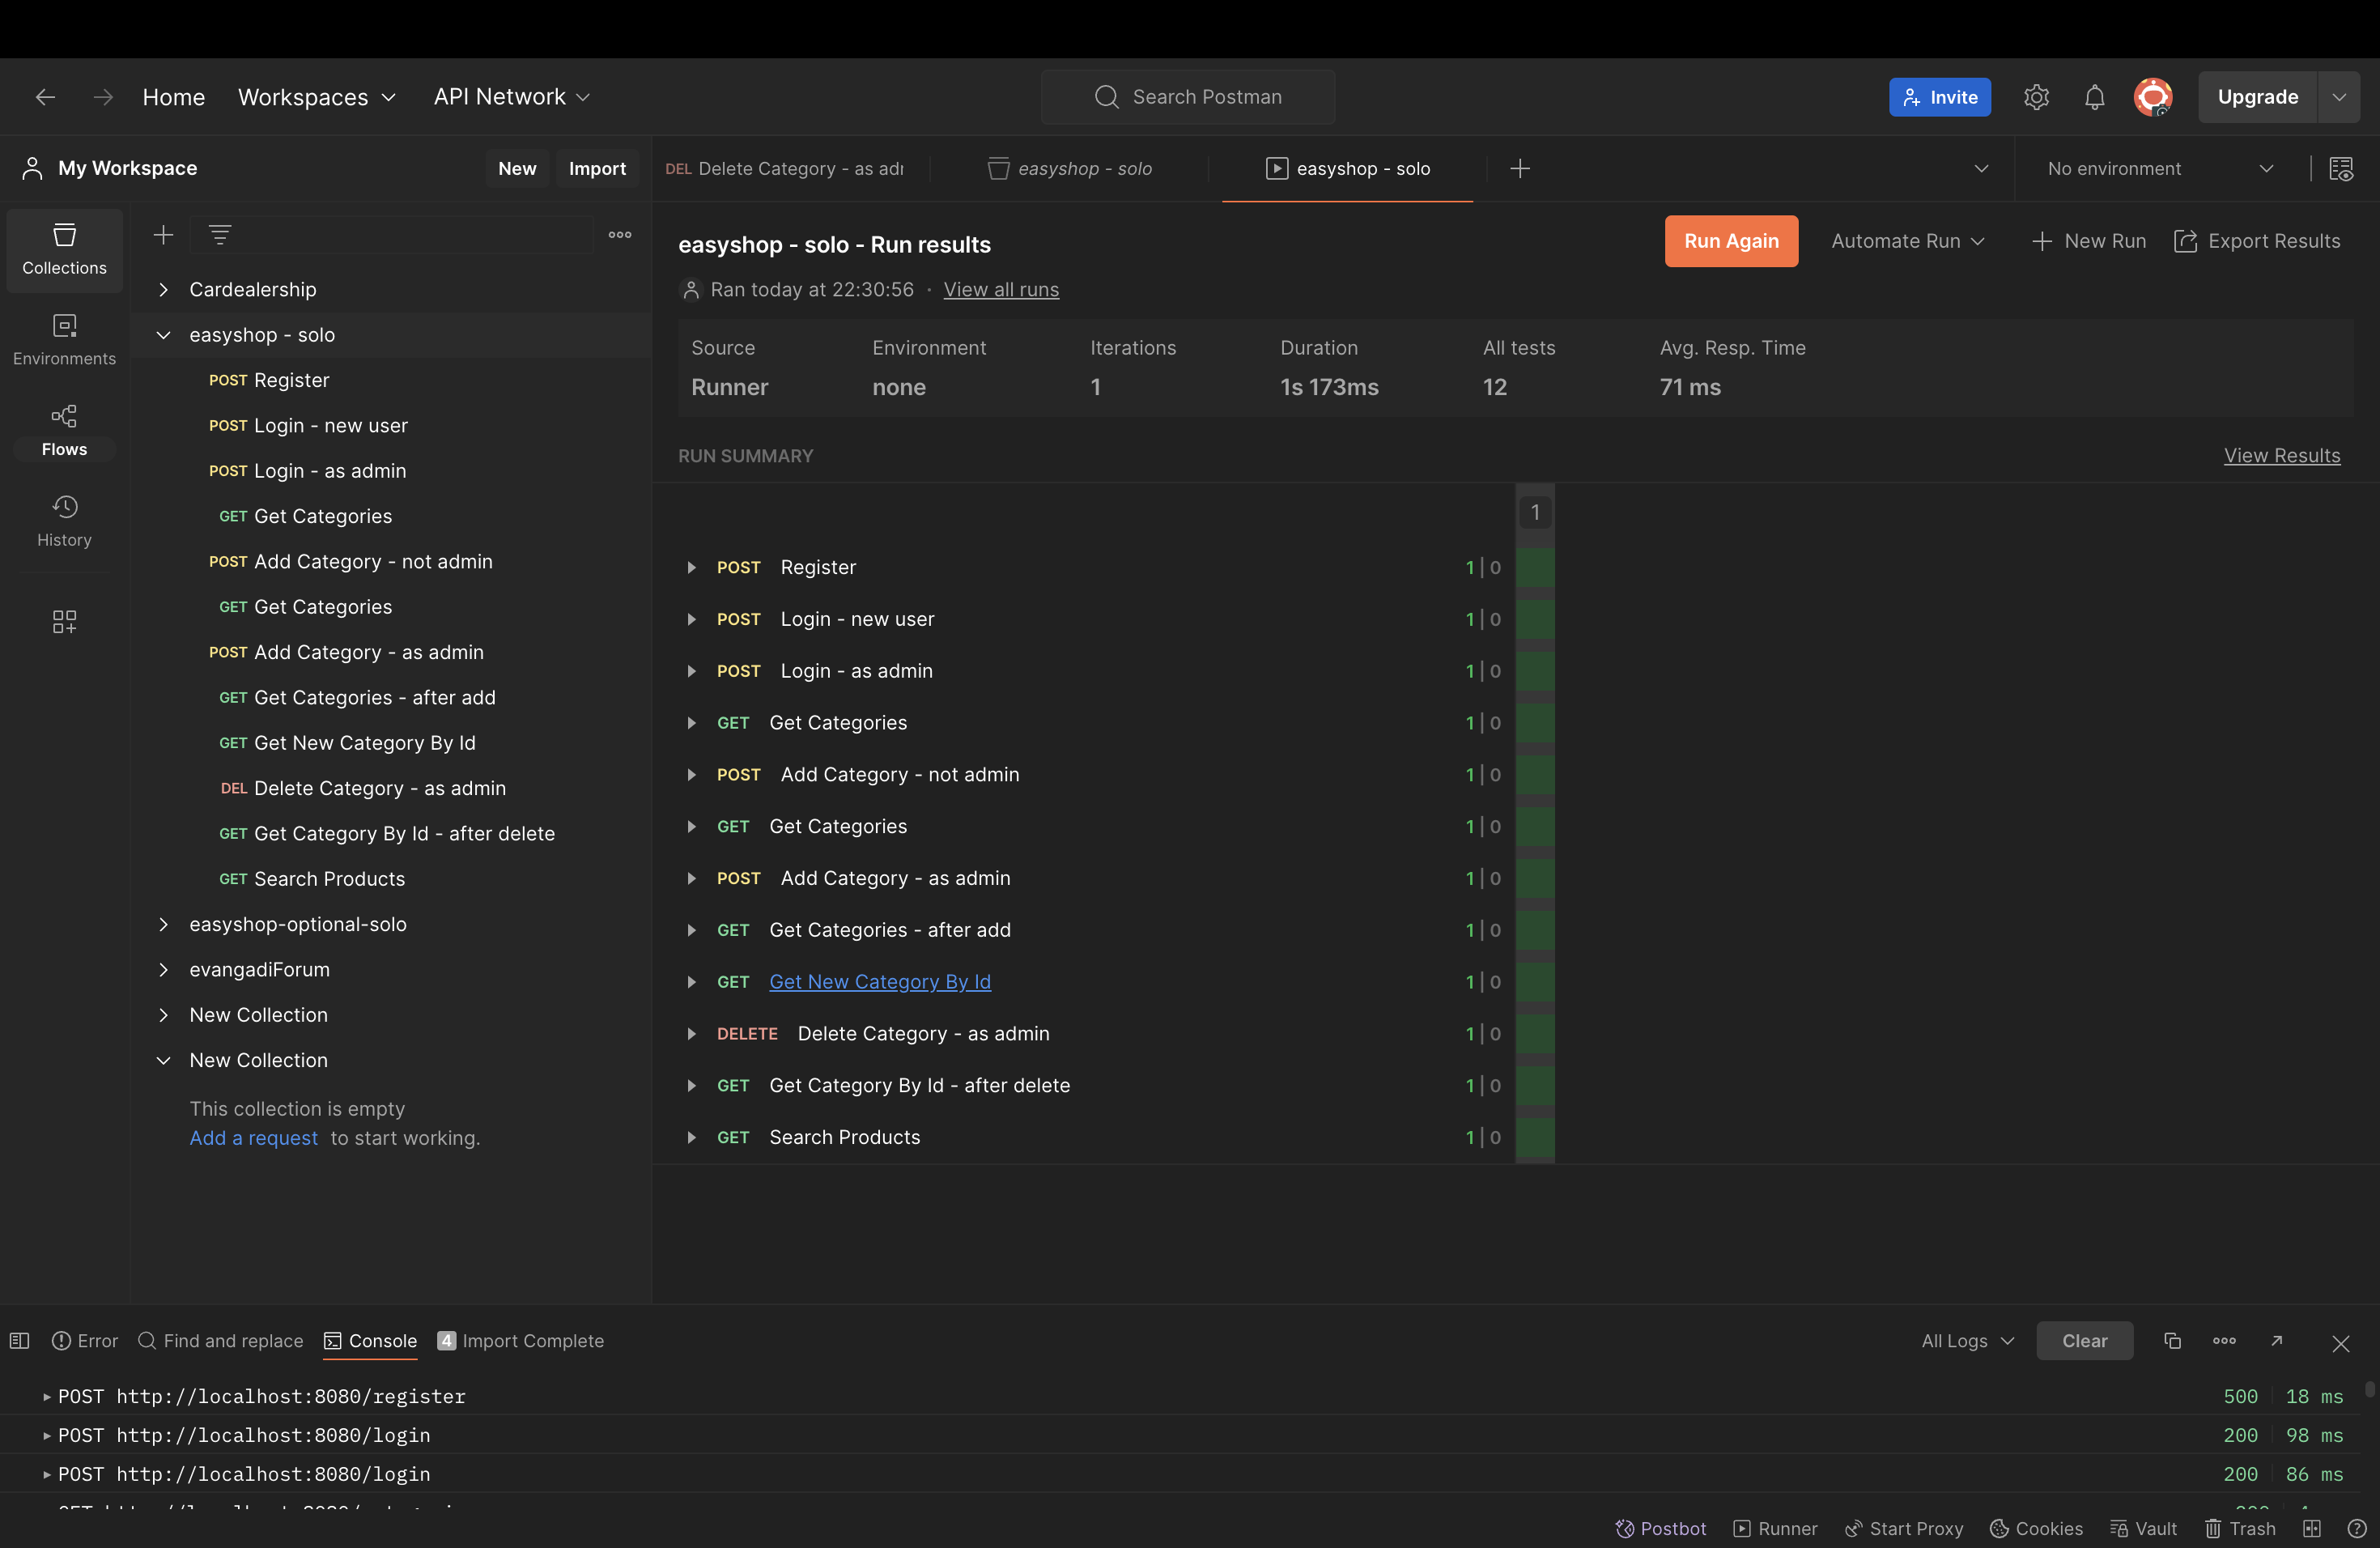 Home
Workspaces
API Network
Search Postman
Invite
Upgrade
My Workspace
New
Import
DEL Delete Category - as adr
easyshop - solo
easyshop - solo
No environment
Collections
Environments
Flows
History
Cardealership
easyshop - solo
POST Register
POST Login - new user
POST Login - as admin
GET Get Categories
POST Add Category - not admin
GET Get Categories
POST Add Category - as admin
GET Get Categories - after add
GET Get New Category By Id
DEL Delete Category - as admin
GET Get Category By Id - after delete
GET Search Products
easyshop-optional-solo
evangadiForum
New Collection
New Collection
This collection is empty
Add a request to start working.
easyshop - solo - Run results
Run Again
Automate Run
New Run
Export Results
Ran today at 22:30:56 · View all runs
Source Environment Iterations Duration All tests Avg. Resp. Time
Runner none 1 1s 173ms 12 71 ms
RUN SUMMARY
View Results
1
POST Register 1 | 0
POST Login - new user 1 | 0
POST Login - as admin 1 | 0
GET Get Categories 1 | 0
POST Add Category - not admin 1 | 0
GET Get Categories 1 | 0
POST Add Category - as admin 1 | 0
GET Get Categories - after add 1 | 0
GET Get New Category By Id 1 | 0
DELETE Delete Category - as admin 1 | 0
GET Get Category By Id - after delete 1 | 0
GET Search Products 1 | 0
Error
Find and replace
Console
4 Import Complete
All Logs
Clear
POST http://localhost:8080/register 500 18 ms
POST http://localhost:8080/login 200 98 ms
POST http://localhost:8080/login 200 86 ms
Postbot
Runner
Start Proxy
Cookies
Vault
Trash